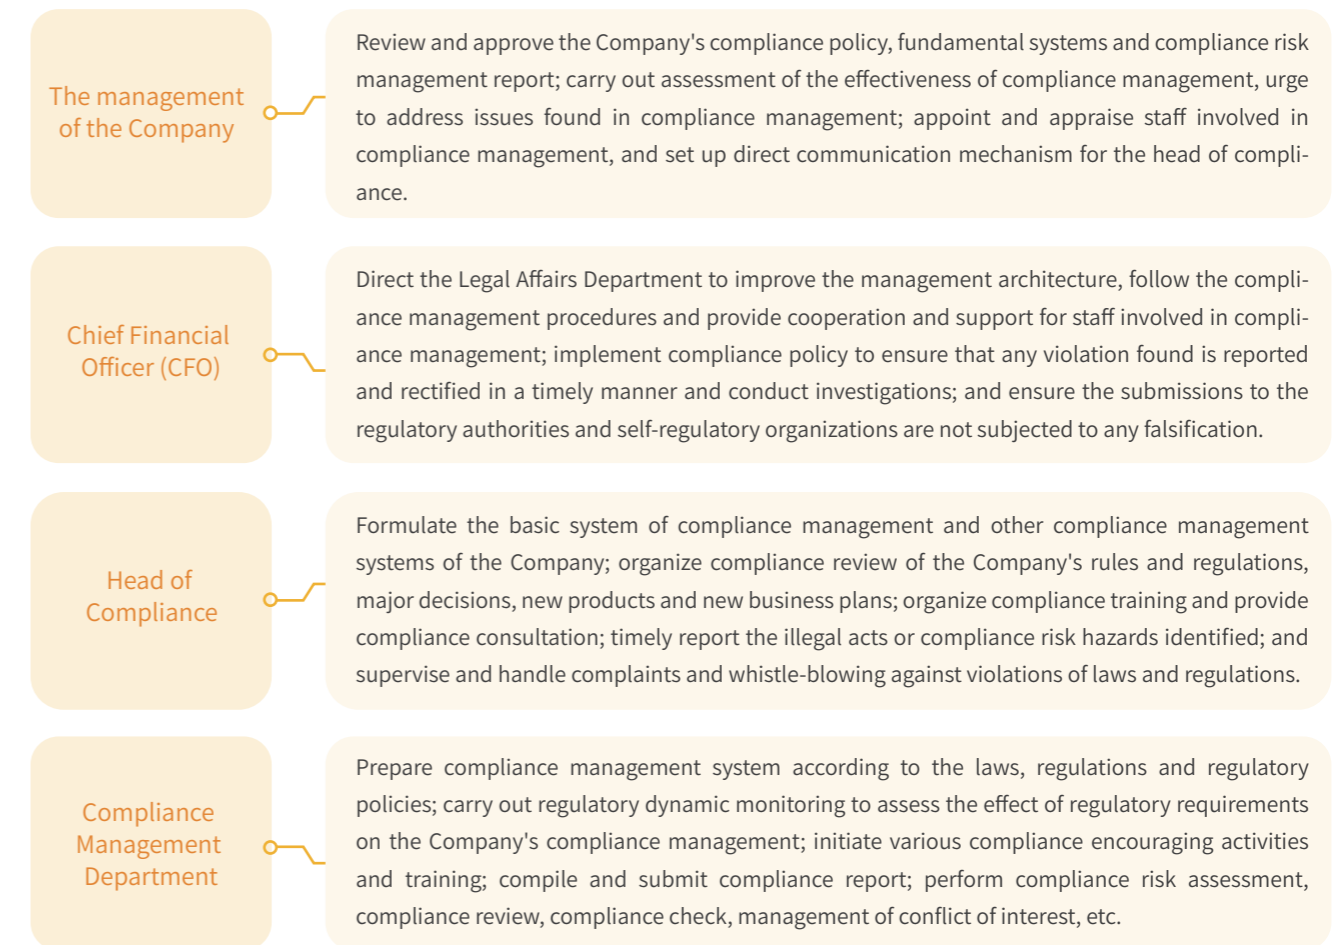 The management
of the Company
Review and approve the Company's compliance policy, fundamental systems and compliance risk
management report; carry out assessment of the effectiveness of compliance management, urge
to address issues found in compliance management; appoint and appraise staff involved in
compliance management, and set up direct communication mechanism for the head of compli-
ance.
Chief Financial
Officer (CFO)
Direct the Legal Affairs Department to improve the management architecture, follow the compli-
ance management procedures and provide cooperation and support for staff involved in compli-
ance management; implement compliance policy to ensure that any violation found is reported
and rectified in a timely manner and conduct investigations; and ensure the submissions to the
regulatory authorities and self-regulatory organizations are not subjected to any falsification.
Head of
Compliance
Formulate the basic system of compliance management and other compliance management
systems of the Company; organize compliance review of the Company's rules and regulations,
major decisions, new products and new business plans; organize compliance training and provide
compliance consultation; timely report the illegal acts or compliance risk hazards identified; and
supervise and handle complaints and whistle-blowing against violations of laws and regulations.
Compliance
Management
Department
Prepare compliance management system according to the laws, regulations and regulatory
policies; carry out regulatory dynamic monitoring to assess the effect of regulatory requirements
on the Company's compliance management; initiate various compliance encouraging activities
and training; compile and submit compliance report; perform compliance risk assessment,
compliance review, compliance check, management of conflict of interest, etc.